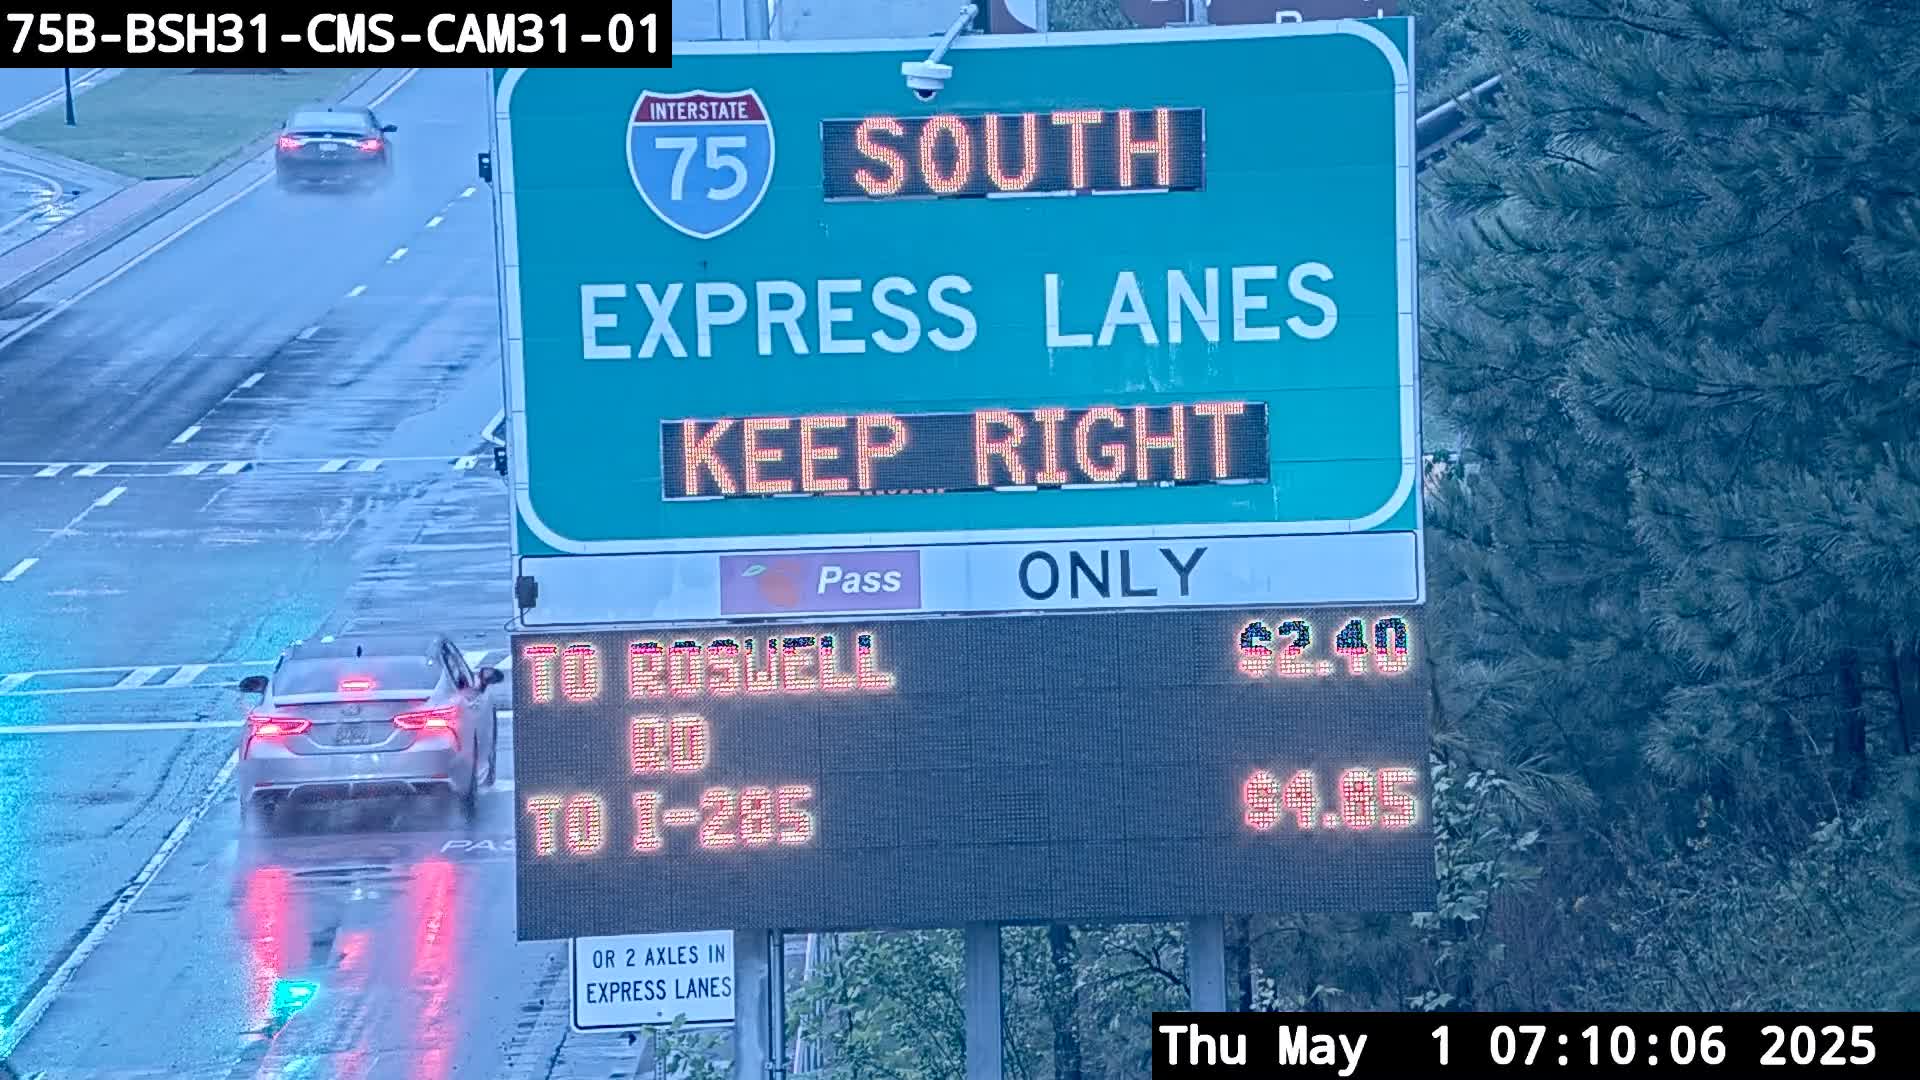 75B-BSH31-CMS-CAM31-01
INTERSTATE
75
SOUTH
EXPRESS LANES
KEEP RIGHT
Pass ONLY
TO ROSWELL $2.40
RD
TO I-285 $4.85
OR 2 AXLES IN
EXPRESS LANES
Thu May 1 07:10:06 2025